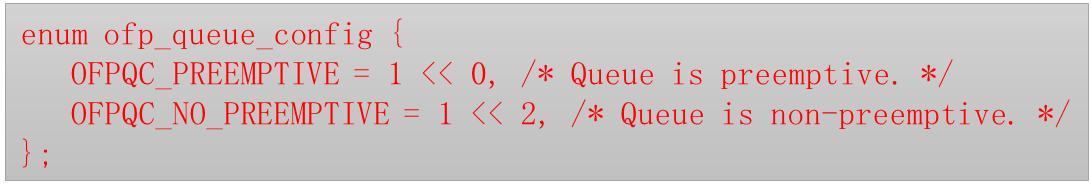 enum ofp_queue_config {
OFPQC_PREEMPTIVE = 1 << 0, /* Queue is preemptive. */
OFPQC_NO_PREEMPTIVE = 1 << 2, /* Queue is non-preemptive. */
};